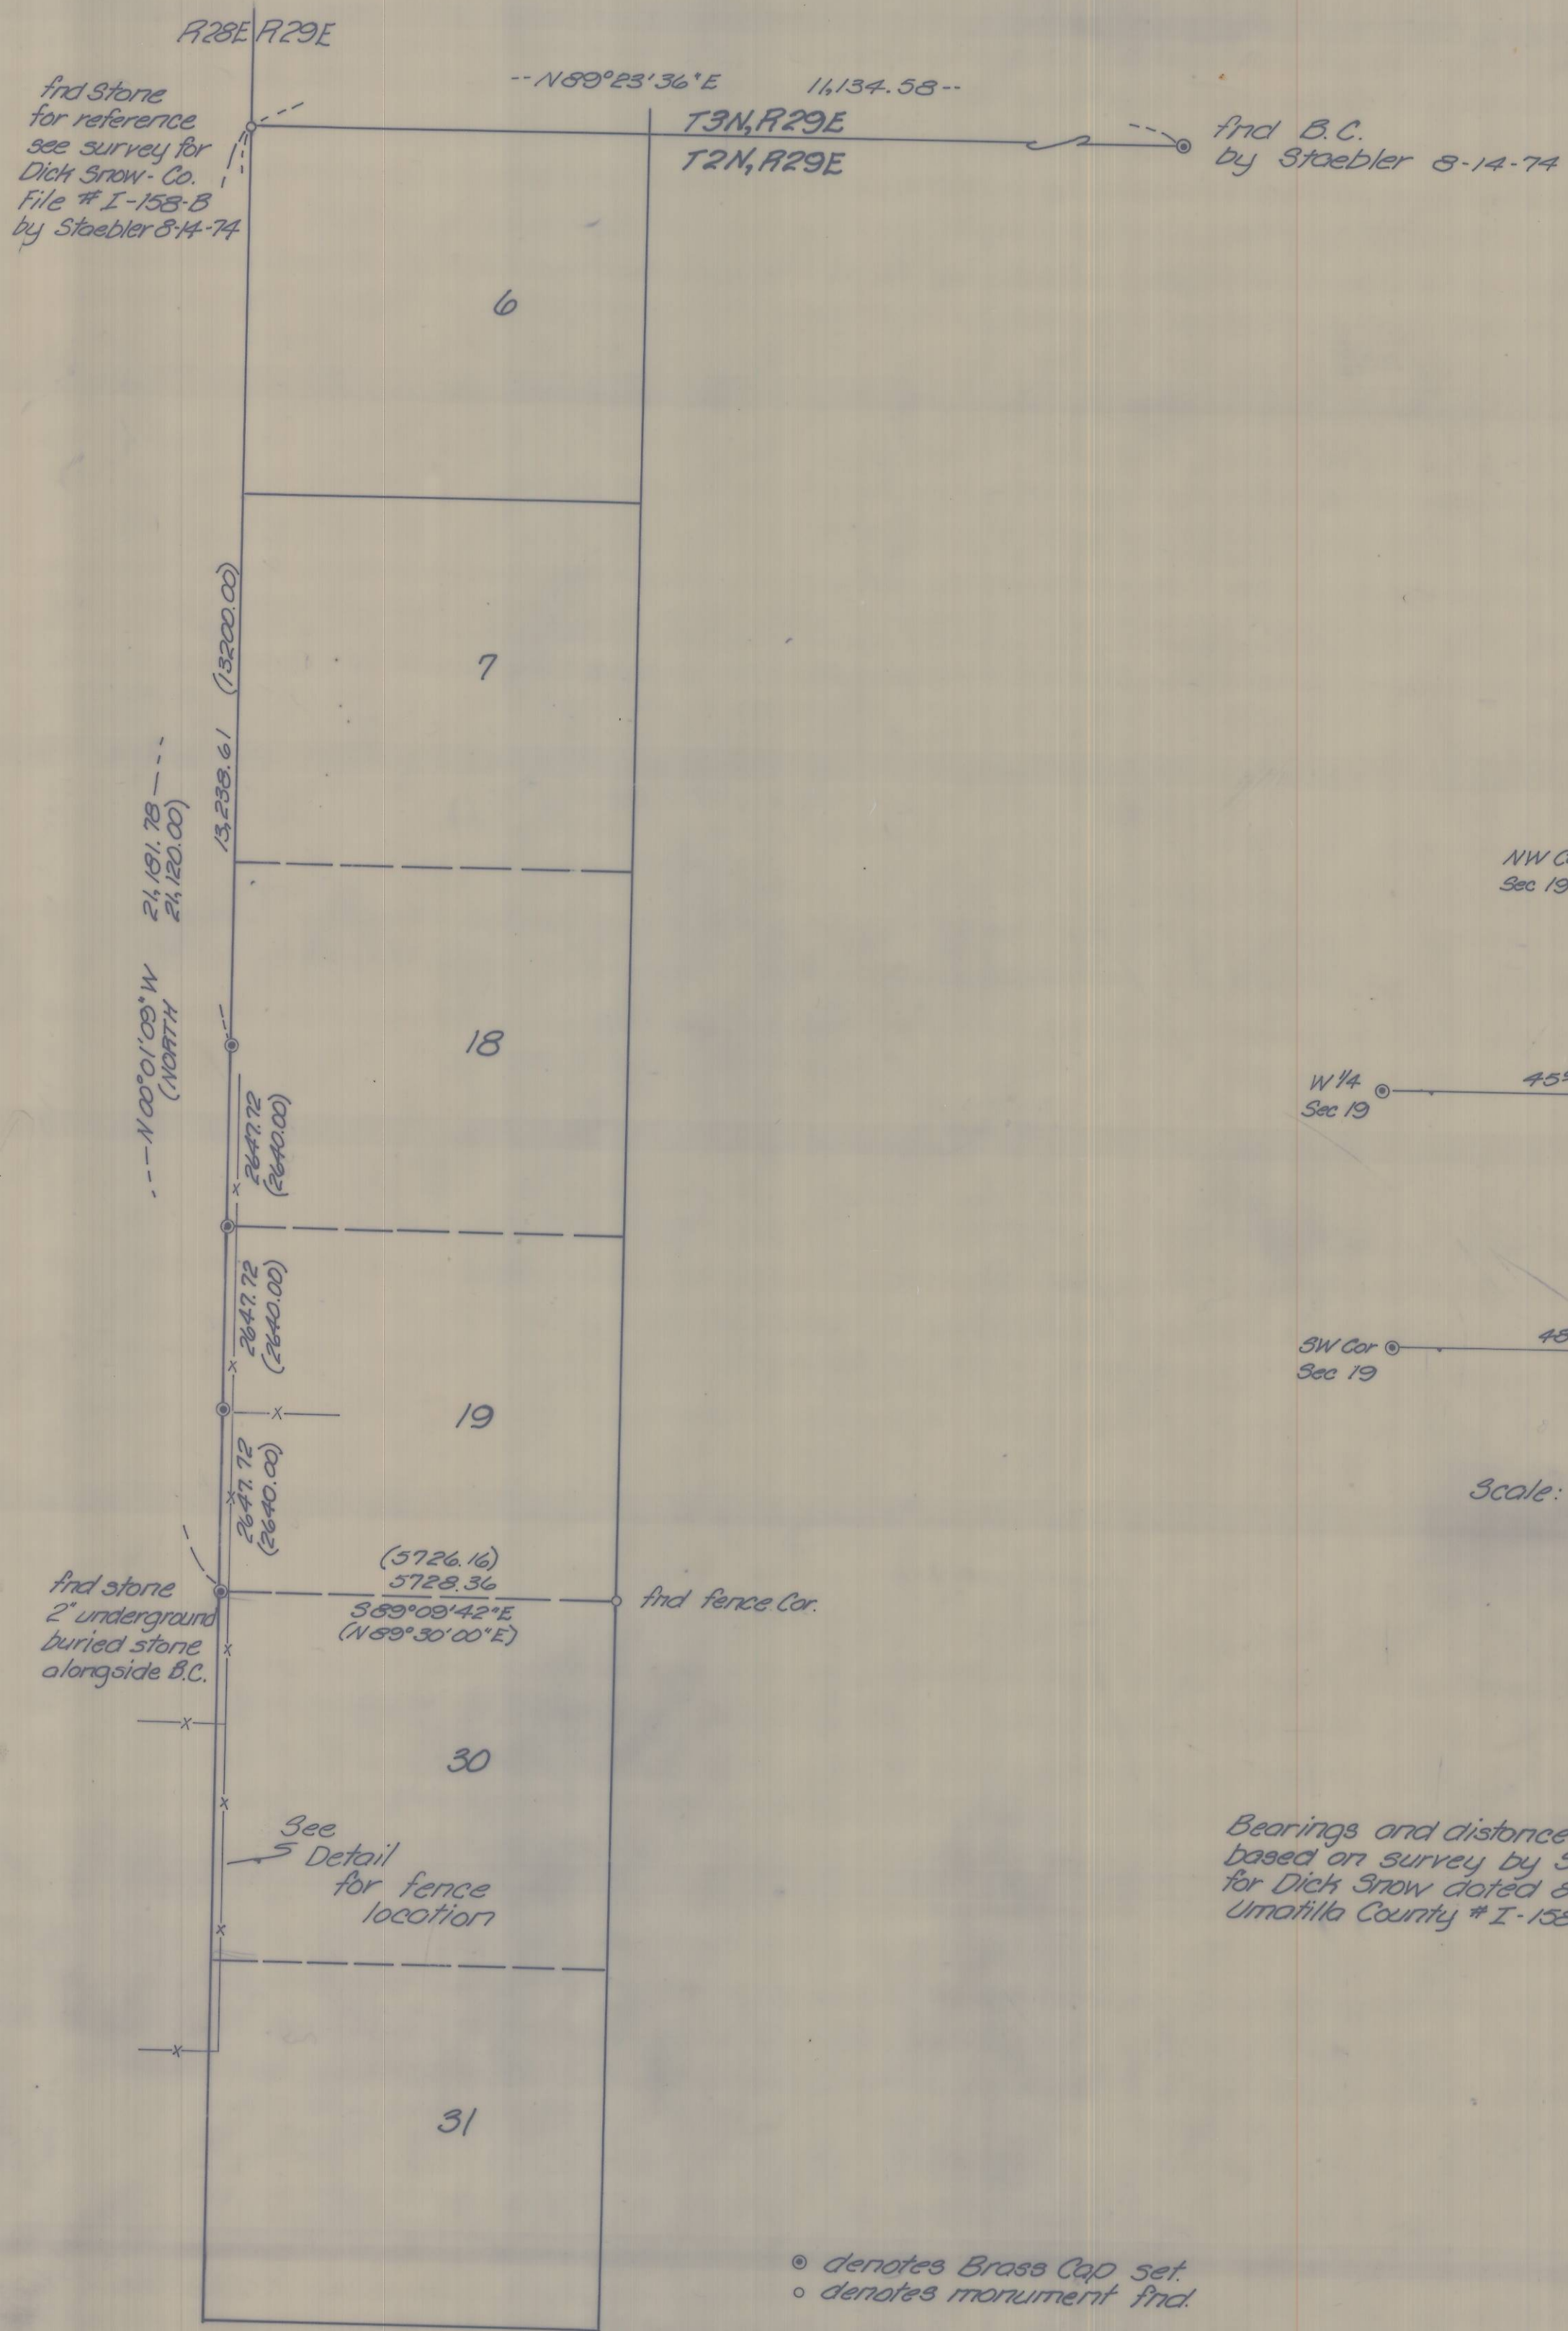 R28E R29E
fnd Stone
for reference
see survey for
Dick Snow - Co.
File # I-158-B
by Staebler 8-14-74
--N89°23'36"E 11,134.58--
T3N, R29E
T2N, R29E
fnd B.C.
by Staebler 8-14-74
6
7
13,238.61 (13200.00)
---N00°01'09"W 21,181.78---
(NORTH 21,120.00)
18
2647.72
(2640.00)
2647.72
(2640.00)
19
2647.72
(2640.00)
(5726.16)
5728.36
S89°09'42"E
(N89°30'00"E)
fnd fence Cor.
fnd stone
2" underground
buried stone
alongside B.C.
30
See
Detail
for fence
location
31
NW C
Sec 19
W 1/4
Sec 19
45
SW Cor
Sec 19
48
Scale:
Bearings and distance
based on survey by S
for Dick Snow dated 8
Umatilla County # I-158
denotes Brass Cap set.
denotes monument fnd.